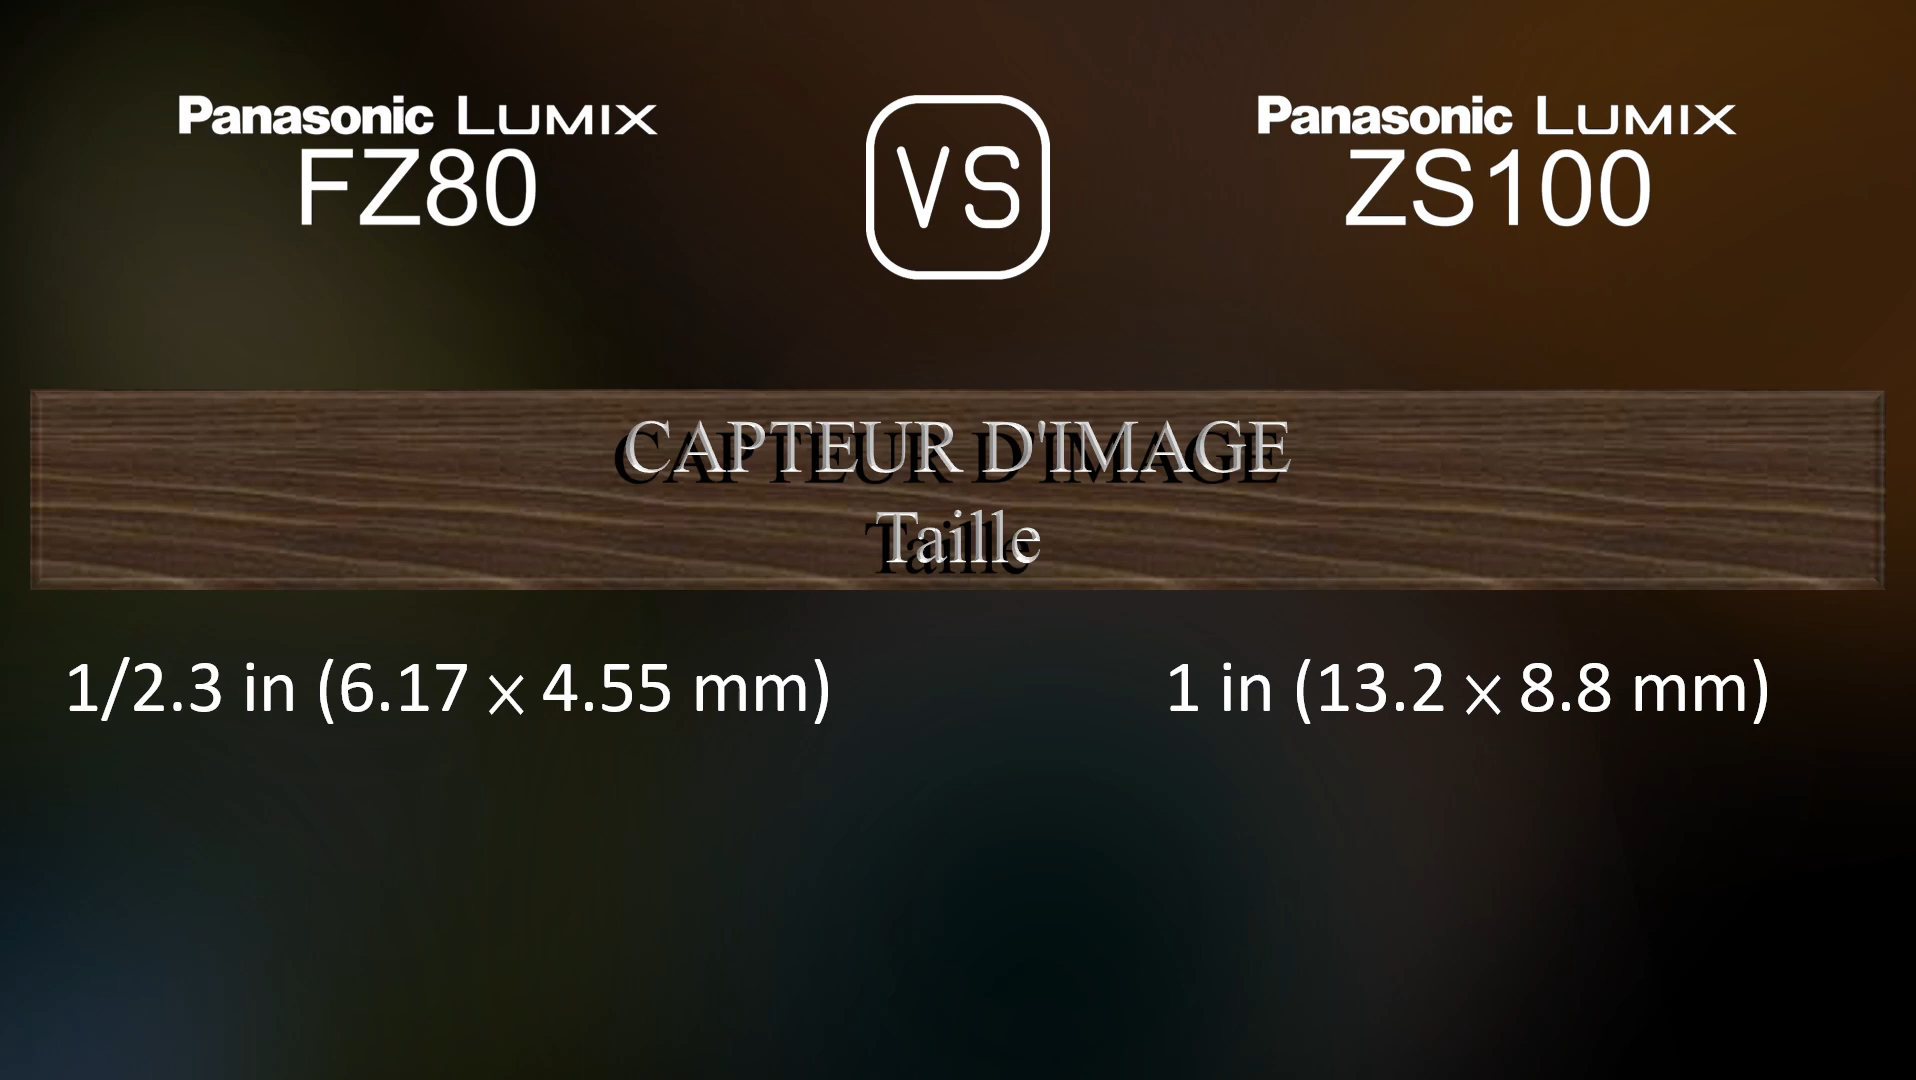 Panasonic LUMIX
FZ80
VS
Panasonic LUMIX
ZS100
CAPTEUR D'IMAGE
Taille
1/2.3 in (6.17 x 4.55 mm)
1 in (13.2 x 8.8 mm)